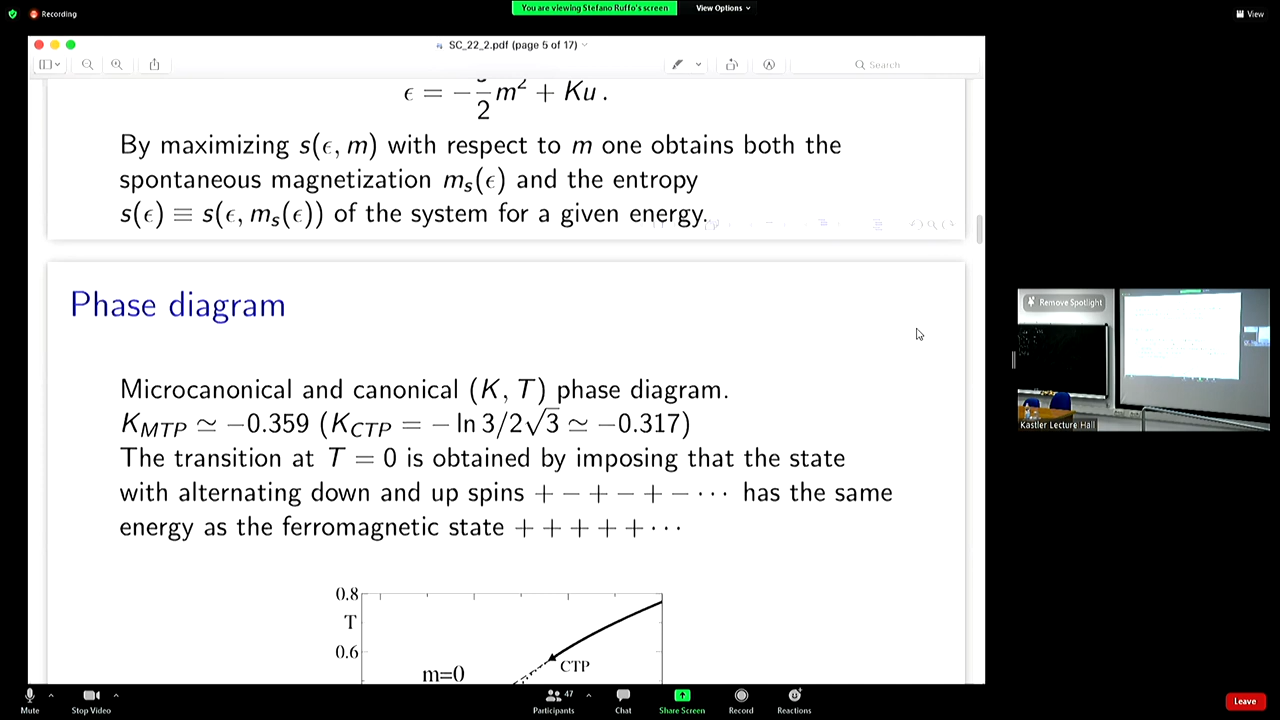 Recording
You are viewing Stefano Ruffo's screen
View Options
View
SC_22_2.pdf (page 5 of 17)
Search
ϵ = −—m² + Ku.
2
By maximizing s(ϵ, m) with respect to m one obtains both the
spontaneous magnetization mₛ(ϵ) and the entropy
s(ϵ) ≡ s(ϵ, mₛ(ϵ)) of the system for a given energy.
Phase diagram
Microcanonical and canonical (K, T) phase diagram.
K_MTP ≃ −0.359 (K_CTP = − ln 3/2√3 ≃ −0.317)
The transition at T = 0 is obtained by imposing that the state
with alternating down and up spins + − + − + − ··· has the same
energy as the ferromagnetic state + + + + + ···
0.8
T
0.6
CTP
m=0
Remove Spotlight
Kastler Lecture Hall
Mute
Stop Video
47
Participants
Chat
Share Screen
Record
Reactions
Leave